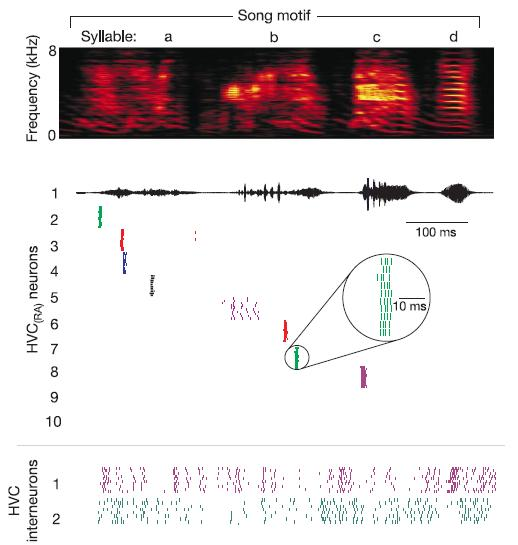 Song motif
Syllable: a b c d
Frequency (kHz)
8
0
HVC(RA) neurons
1
2
3
4
5
6
7
8
9
10
100 ms
10 ms
HVC
interneurons
1
2